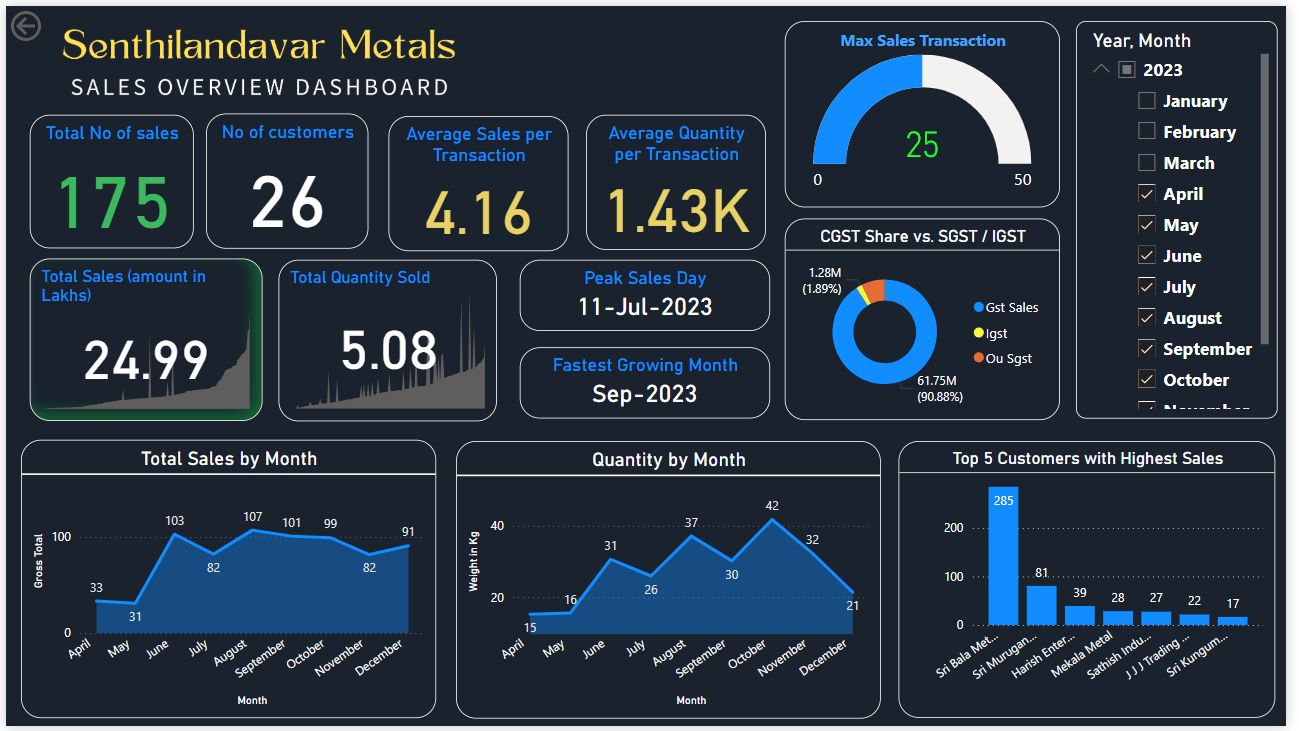 Senthilandavar Metals
SALES OVERVIEW DASHBOARD
Total No of sales
175
No of customers
26
Average Sales per
Transaction
4.16
Average Quantity
per Transaction
1.43K
Total Sales (amount in
Lakhs)
24.99
Total Quantity Sold
5.08
Peak Sales Day
11-Jul-2023
Fastest Growing Month
Sep-2023
Max Sales Transaction
25
0
50
CGST Share vs. SGST / IGST
1.28M
(1.89%)
61.75M
(90.88%)
Gst Sales
Igst
Ou Sgst
Year, Month
2023
January
February
March
April
May
June
July
August
September
October
Total Sales by Month
Gross Total
100
0
33
31
103
82
107
101
99
82
91
April
May
June
July
August
September
October
November
December
Month
Quantity by Month
Weight in Kg
40
20
15
16
31
26
37
30
42
32
21
April
May
June
July
August
September
October
November
December
Month
Top 5 Customers with Highest Sales
200
100
0
285
81
39
28
27
22
17
Sri Bala Met...
Sri Murugan...
Harish Enter...
Mekala Metal
Sathish Indu...
J J J Trading ...
Sri Kungum...